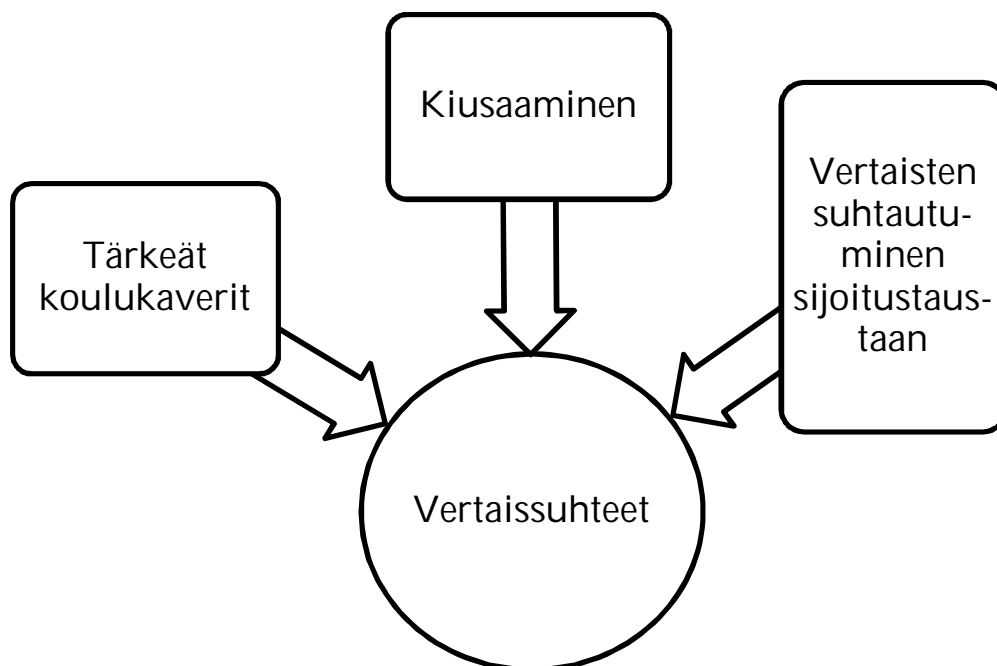 Kiusaaminen
Tärkeät
koulukaverit
Vertaisten
suhtautu-
minen
sijoitustaus-
taan
Vertaissuhteet